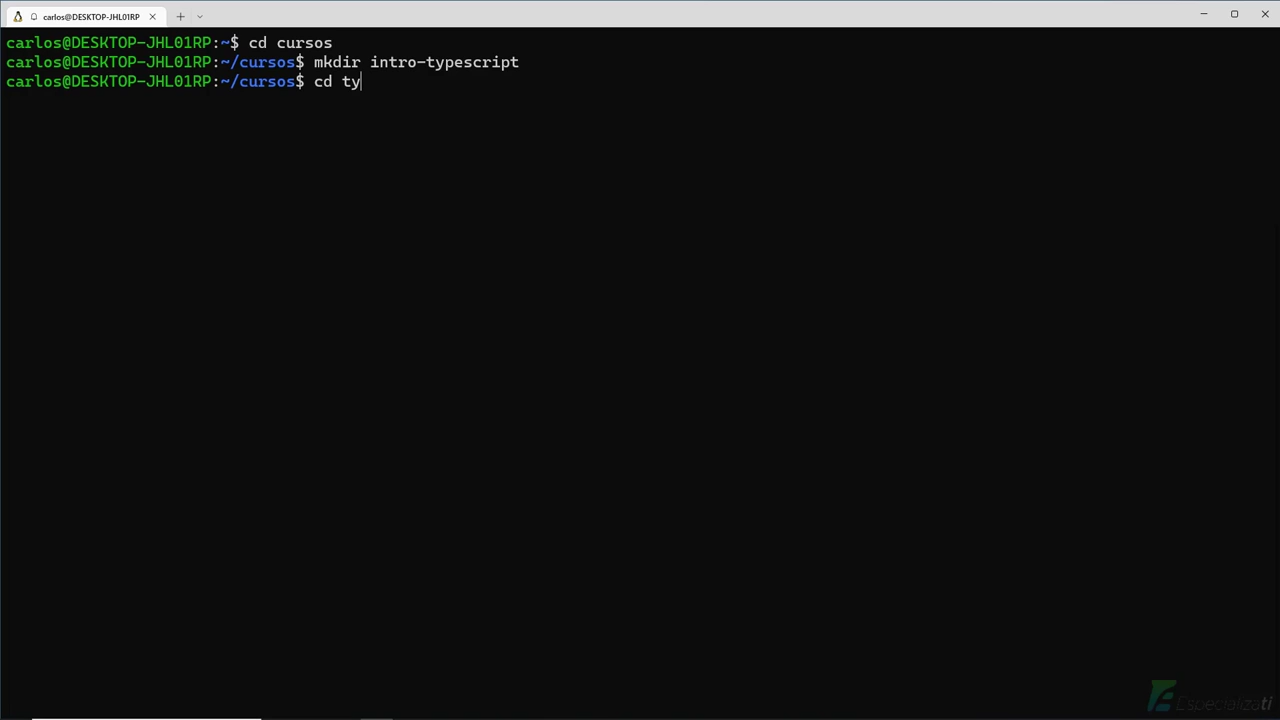 carlos@DESKTOP-JHL01RP: ~
carlos@DESKTOP-JHL01RP:~$ cd cursos
carlos@DESKTOP-JHL01RP:~/cursos$ mkdir intro-typescript
carlos@DESKTOP-JHL01RP:~/cursos$ cd ty
Especializati